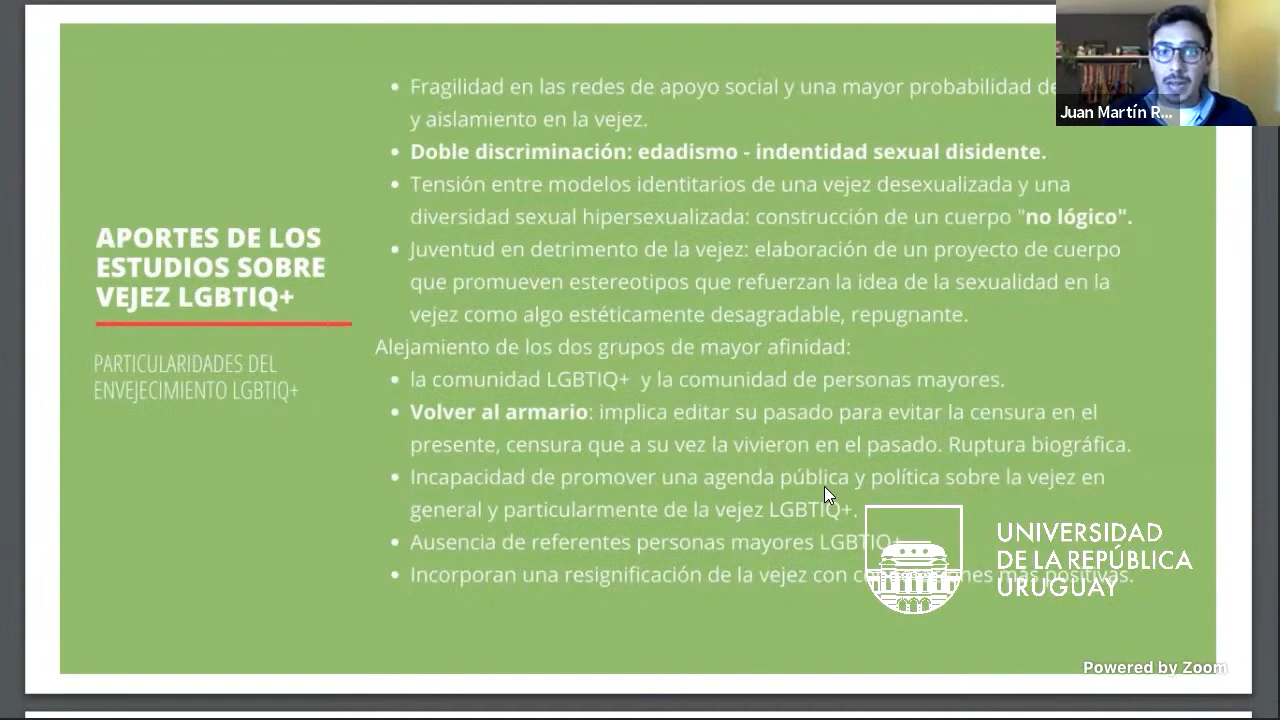 APORTES DE LOS
ESTUDIOS SOBRE
VEJEZ LGBTIQ+
PARTICULARIDADES DEL
ENVEJECIMIENTO LGBTIQ+
Fragilidad en las redes de apoyo social y una mayor probabilidad de
y aislamiento en la vejez.
Doble discriminación: edadismo - indentidad sexual disidente.
Tensión entre modelos identitarios de una vejez desexualizada y una
diversidad sexual hipersexualizada: construcción de un cuerpo "no lógico".
Juventud en detrimento de la vejez: elaboración de un proyecto de cuerpo
que promueven estereotipos que refuerzan la idea de la sexualidad en la
vejez como algo estéticamente desagradable, repugnante.
Alejamiento de los dos grupos de mayor afinidad:
la comunidad LGBTIQ+ y la comunidad de personas mayores.
Volver al armario: implica editar su pasado para evitar la censura en el
presente, censura que a su vez la vivieron en el pasado. Ruptura biográfica.
Incapacidad de promover una agenda pública y política sobre la vejez en
general y particularmente de la vejez LGBTIQ+.
Ausencia de referentes personas mayores LGBTIQ+
Incorporan una resignificación de la vejez con más positivas.
Juan Martín R...
UNIVERSIDAD
DE LA REPÚBLICA
URUGUAY
Powered by Zoom